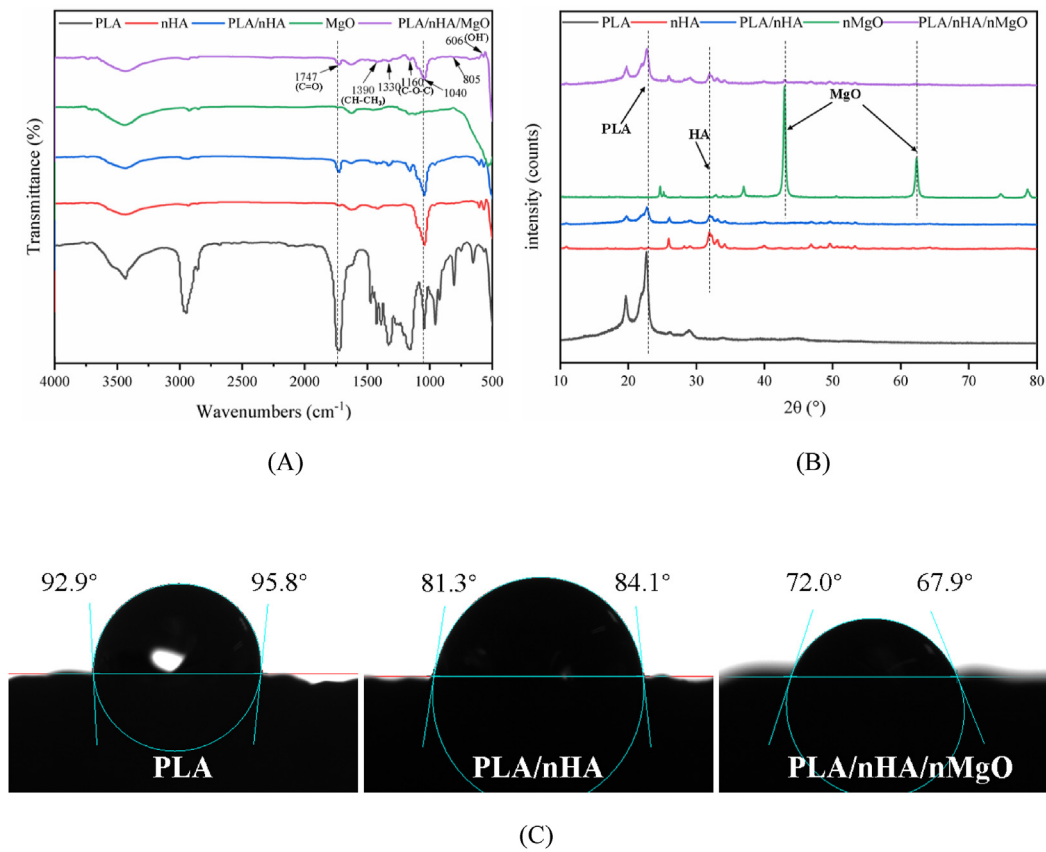 PLA nHA PLA/nHA MgO PLA/nHA/MgO
606
(OH⁻)
1747
(C=O)
1390
(CH-CH₃)
1330
1160
(C-O-C)
1040
805
Transmittance (%)
4000 3500 3000 2500 2000 1500 1000 500
Wavenumbers (cm⁻¹)
(A)
PLA nHA PLA/nHA nMgO PLA/nHA/nMgO
PLA
HA
MgO
intensity (counts)
10 20 30 40 50 60 70 80
2θ (°)
(B)
92.9° 95.8°
PLA
81.3° 84.1°
PLA/nHA
72.0° 67.9°
PLA/nHA/nMgO
(C)